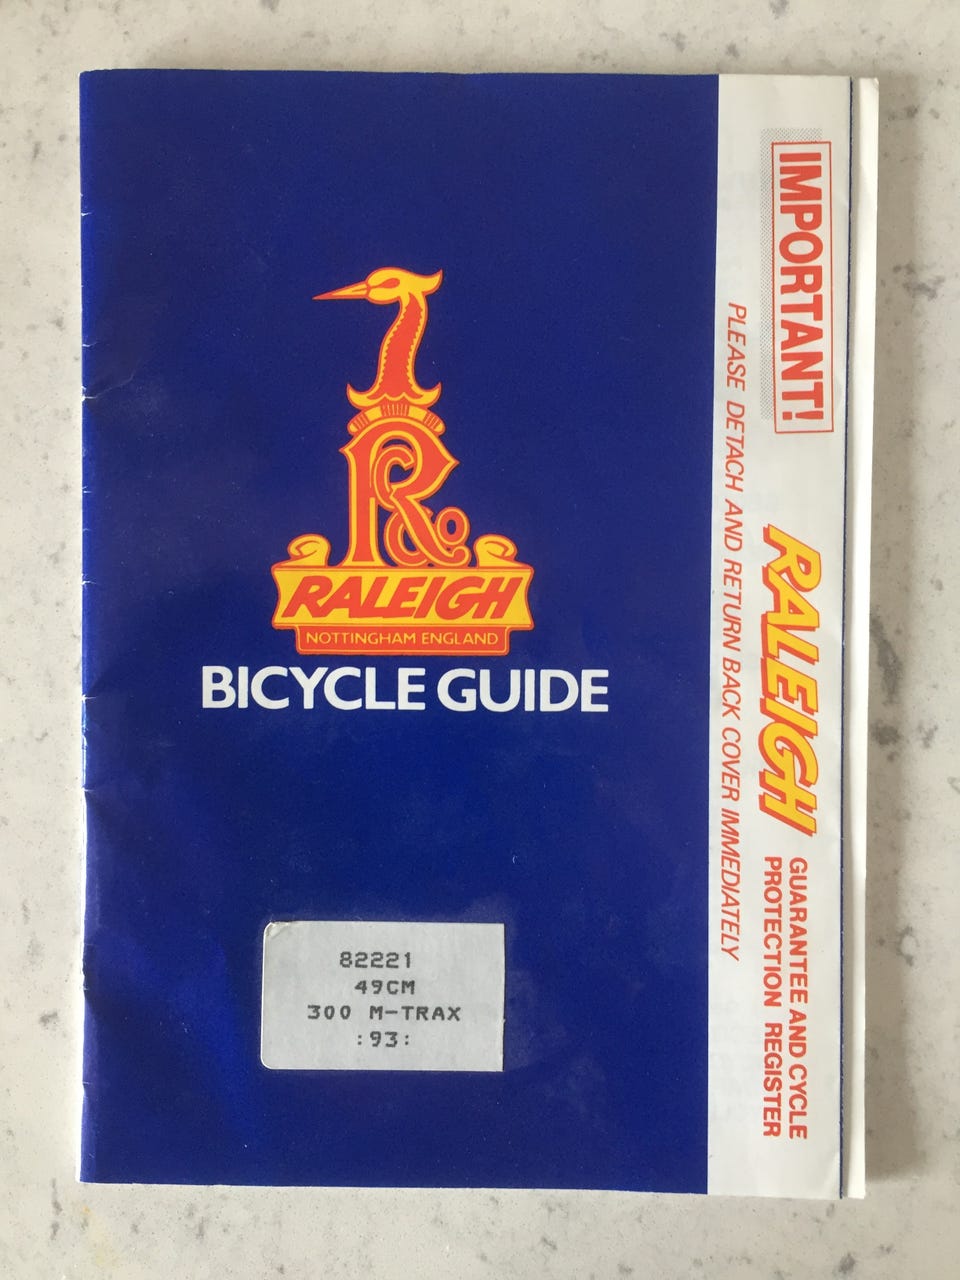 R&Co
RALEIGH
NOTTINGHAM ENGLAND
BICYCLE GUIDE
82221
49CM
300 M-TRAX
:93:
IMPORTANT!
PLEASE DETACH AND RETURN BACK COVER IMMEDIATELY
RALEIGH
GUARANTEE AND CYCLE
PROTECTION REGISTER